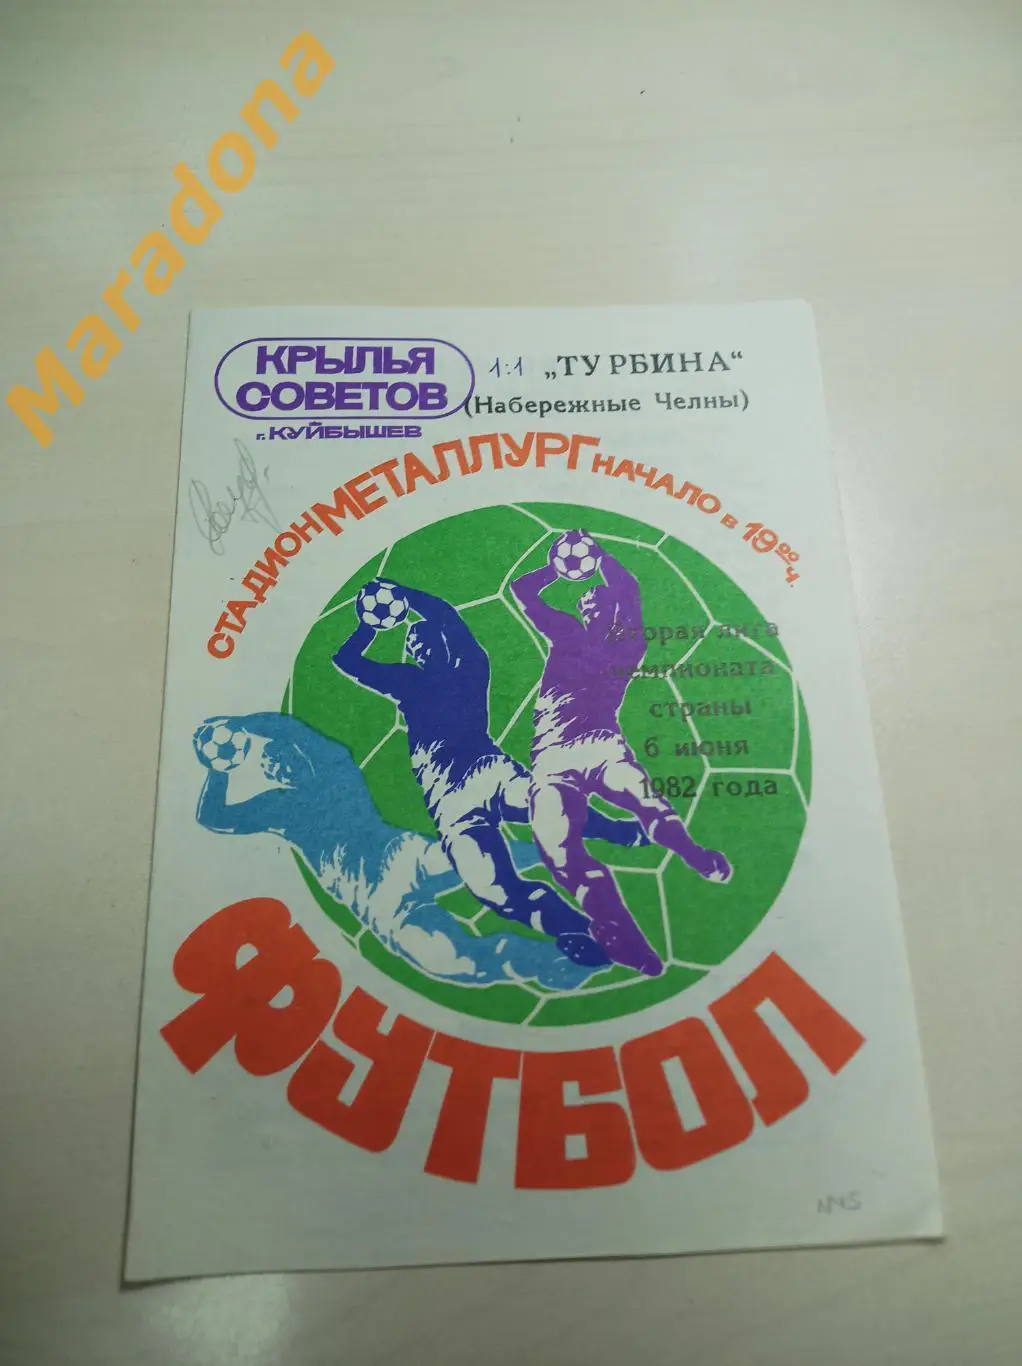 Maradona
КРЫЛЬЯ
СОВЕТОВ
г. КУЙБЫШЕВ
1:1 „ТУРБИНА“
(Набережные Челны)
СТАДИОН МЕТАЛЛУРГ НАЧАЛО в 19⁰⁰ ч.
Вторая лига
чемпионата
страны
6 июня
1982 года
ФУТБОЛ